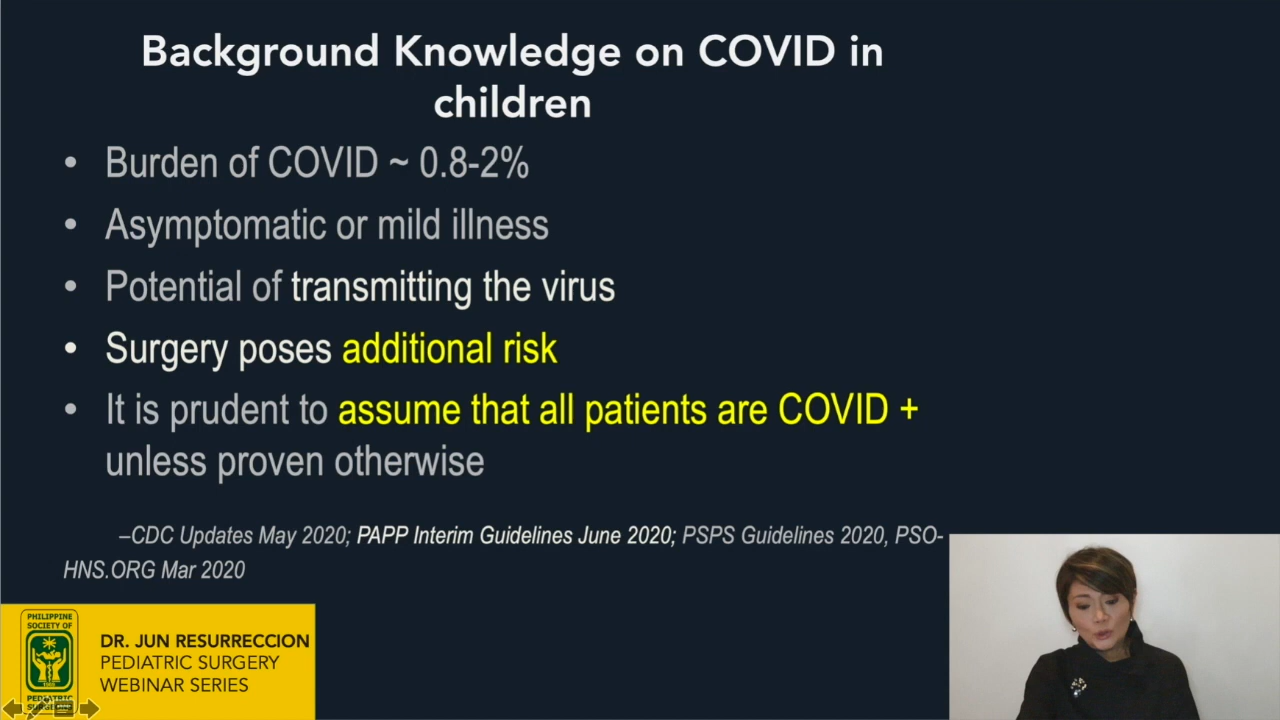 Background Knowledge on COVID in
children
• Burden of COVID ~ 0.8-2%
• Asymptomatic or mild illness
• Potential of transmitting the virus
• Surgery poses additional risk
• It is prudent to assume that all patients are COVID +
unless proven otherwise
–CDC Updates May 2020; PAPP Interim Guidelines June 2020; PSPS Guidelines 2020, PSO-
HNS.ORG Mar 2020
PHILIPPINE
SOCIETY OF
PEDIATRIC
DR. JUN RESURRECCION
PEDIATRIC SURGERY
WEBINAR SERIES